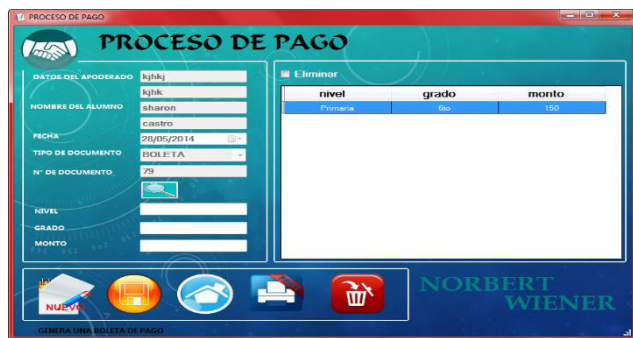 PROCESO DE PAGO
PROCESO DE PAGO
DATOS DEL APODERADO kjhkj
kjhk
NOMBRE DEL ALUMNO sharon
castro
FECHA 28/05/2014
TIPO DE DOCUMENTO BOLETA
N° DE DOCUMENTO 79
NIVEL
GRADO
MONTO
Eliminar
nivel grado monto
Primaria 6to 150
NUEVO
NORBERT
WIENER
GENERA UNA BOLETA DE PAGO